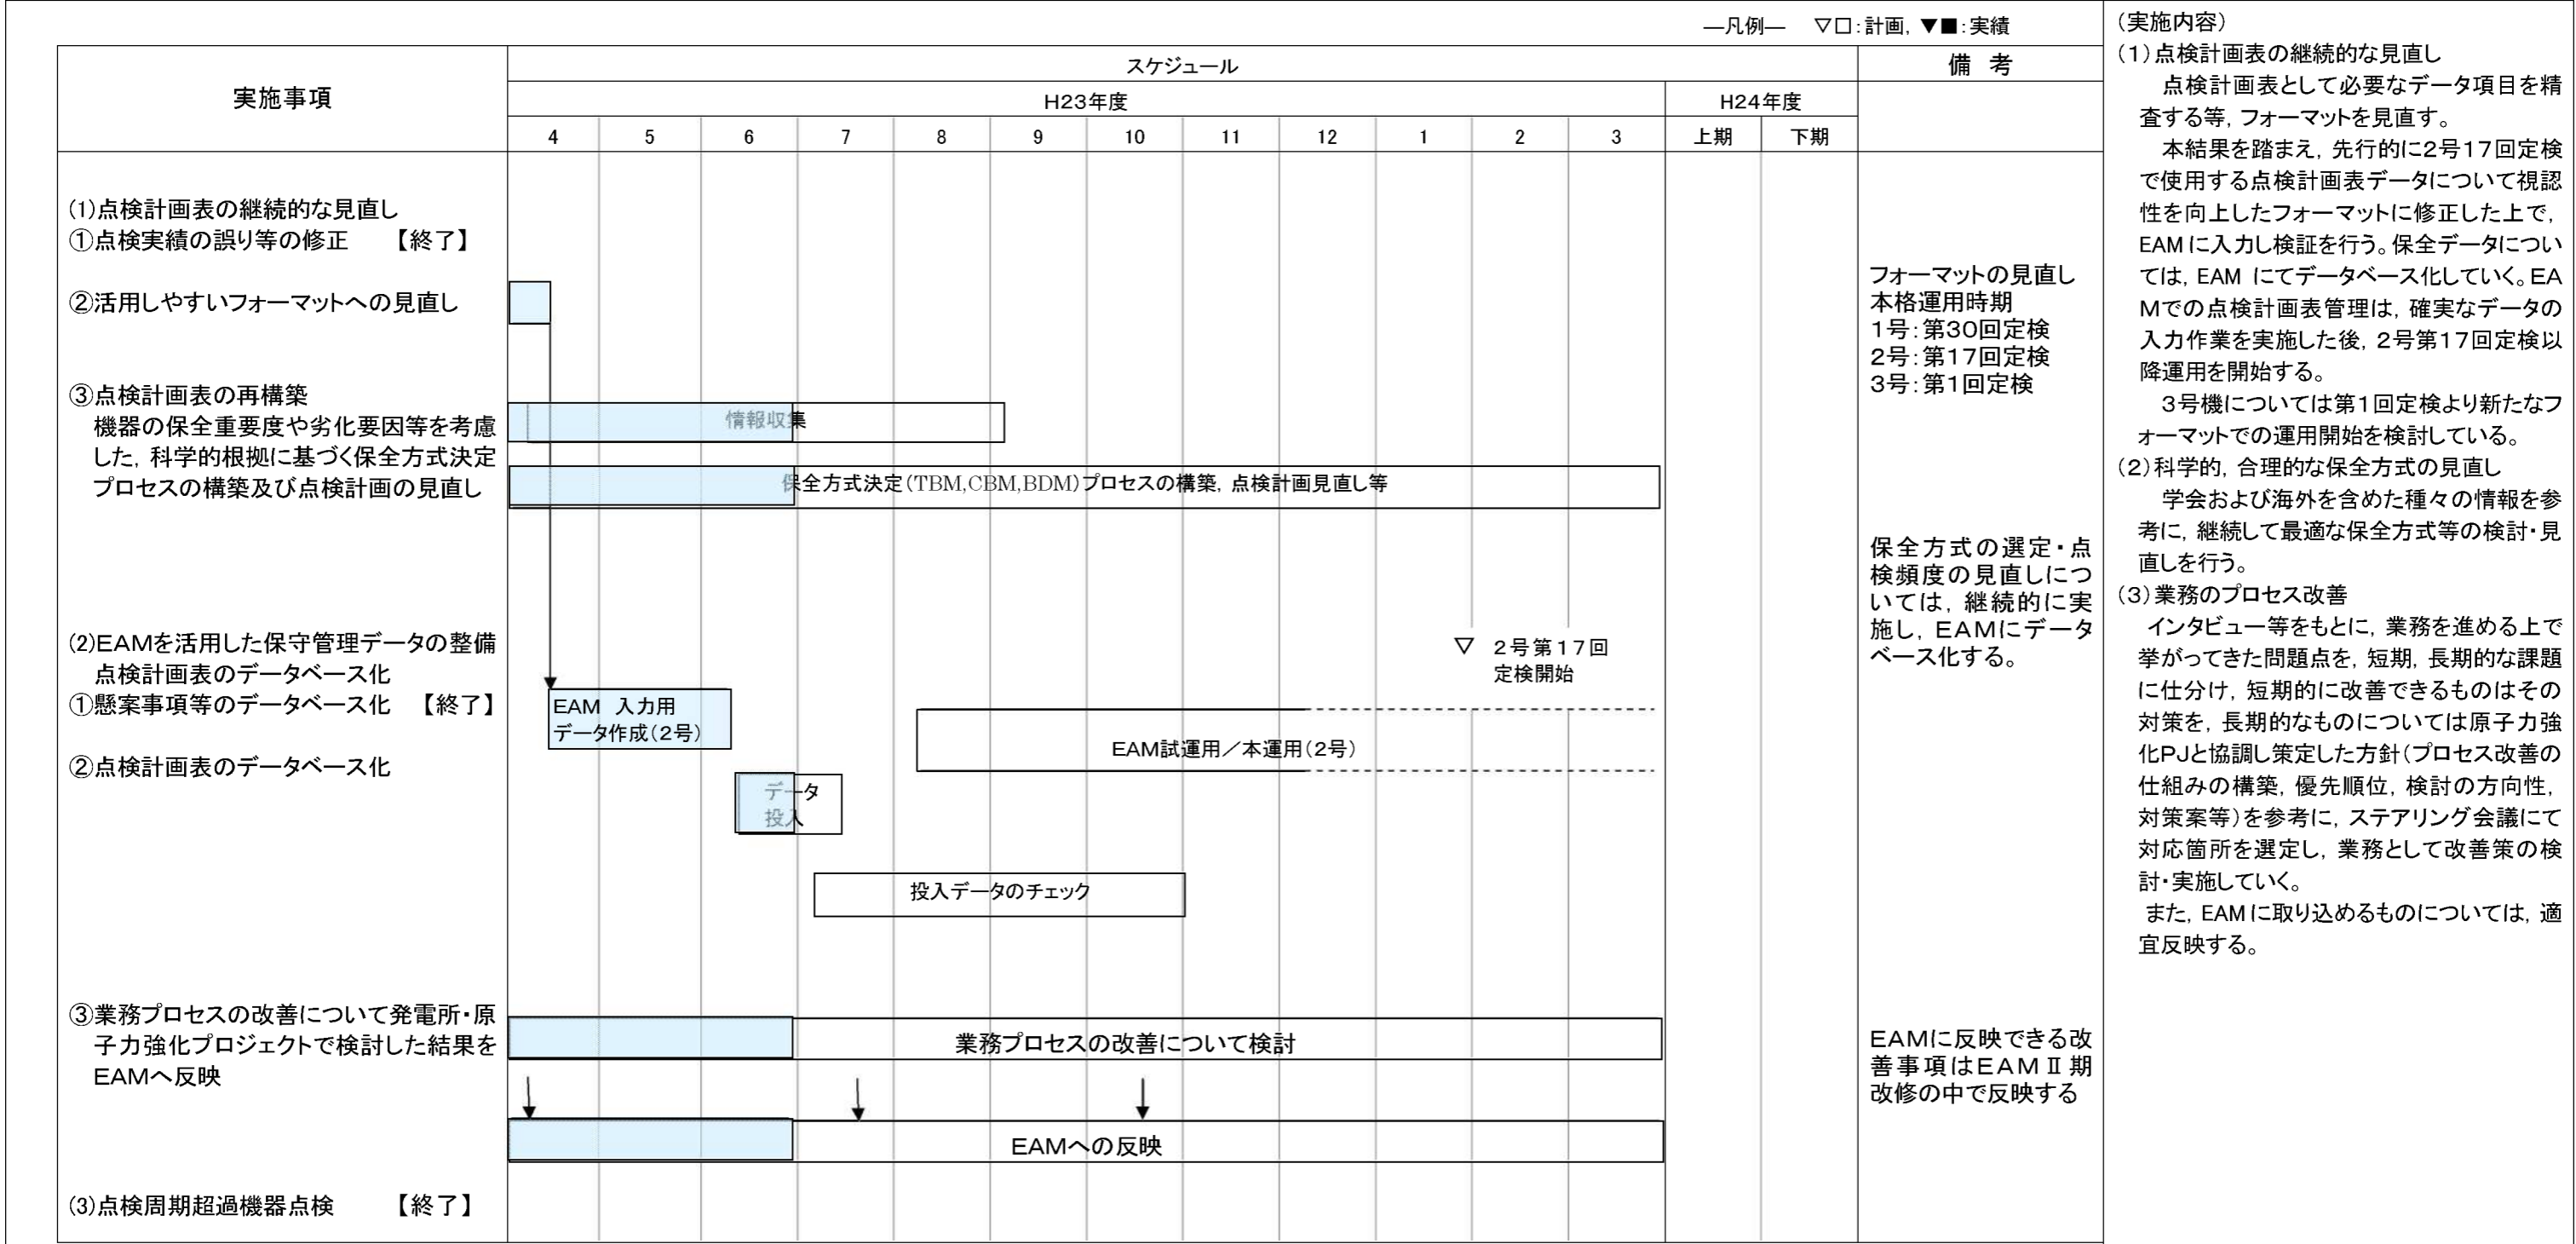 ―凡例― ▽□:計画，▼■:実績
実施事項
スケジュール
備 考
H23年度
H24年度
4 5 6 7 8 9 10 11 12 1 2 3 上期 下期
(1)点検計画表の継続的な見直し
①点検実績の誤り等の修正 【終了】
②活用しやすいフォーマットへの見直し
③点検計画表の再構築
機器の保全重要度や劣化要因等を考慮
した，科学的根拠に基づく保全方式決定
プロセスの構築及び点検計画の見直し
(2)EAMを活用した保守管理データの整備
点検計画表のデータベース化
①懸案事項等のデータベース化 【終了】
②点検計画表のデータベース化
③業務プロセスの改善について発電所・原
子力強化プロジェクトで検討した結果を
EAMへ反映
(3)点検周期超過機器点検 【終了】
情報収集
保全方式決定(TBM,CBM,BDM)プロセスの構築，点検計画見直し等
▽ 2号第17回
定検開始
EAM 入力用
データ作成(2号)
EAM試運用／本運用(2号)
データ
投入
投入データのチェック
業務プロセスの改善について検討
EAMへの反映
フォーマットの見直し
本格運用時期
1号:第30回定検
2号:第17回定検
3号:第1回定検
保全方式の選定・点
検頻度の見直しにつ
いては，継続的に実
施し，EAMにデータ
ベース化する。
EAMに反映できる改
善事項はEAMⅡ期
改修の中で反映する
(実施内容)
(1)点検計画表の継続的な見直し
点検計画表として必要なデータ項目を精
査する等，フォーマットを見直す。
本結果を踏まえ，先行的に2号17回定検
で使用する点検計画表データについて視認
性を向上したフォーマットに修正した上で，
EAMに入力し検証を行う。保全データについ
ては，EAM にてデータベース化していく。EA
Mでの点検計画表管理は，確実なデータの
入力作業を実施した後，2号第17回定検以
降運用を開始する。
3号機については第1回定検より新たなフ
ォーマットでの運用開始を検討している。
(2)科学的，合理的な保全方式の見直し
学会および海外を含めた種々の情報を参
考に，継続して最適な保全方式等の検討・見
直しを行う。
(3)業務のプロセス改善
インタビュー等をもとに，業務を進める上で
挙がってきた問題点を，短期，長期的な課題
に仕分け，短期的に改善できるものはその
対策を，長期的なものについては原子力強
化PJと協調し策定した方針(プロセス改善の
仕組みの構築，優先順位，検討の方向性，
対策案等)を参考に，ステアリング会議にて
対応箇所を選定し，業務として改善策の検
討・実施していく。
また，EAMに取り込めるものについては，適
宜反映する。